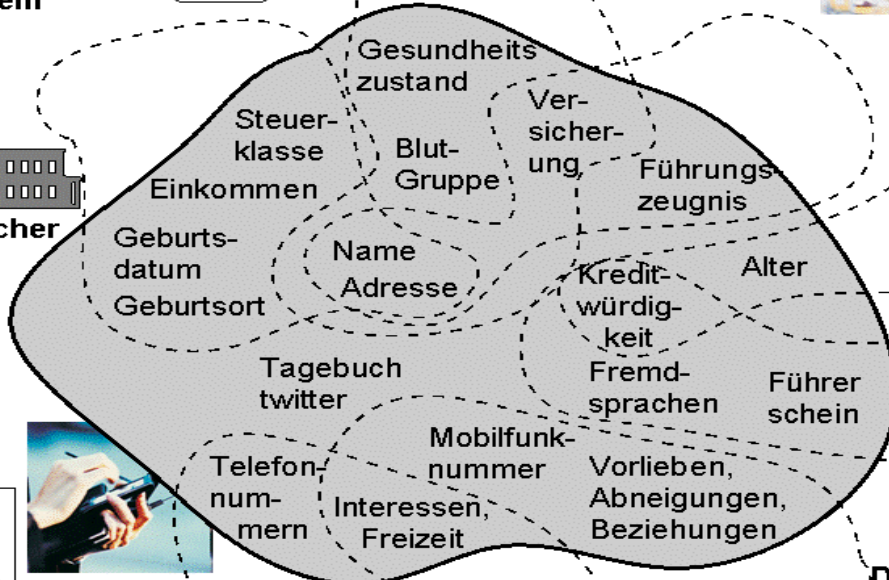 Gesundheits
zustand
Ver-
sicher-
ung
Steuer-
klasse
Blut-
Gruppe
Führungs-
zeugnis
Einkommen
cher
Geburts-
datum
Geburtsort
Name
Adresse
Kredit-
würdig-
keit
Alter
Tagebuch
twitter
Fremd-
sprachen
Führer
schein
Mobilfunk-
nummer
Telefon-
num-
mern
Interessen,
Freizeit
Vorlieben,
Abneigungen,
Beziehungen